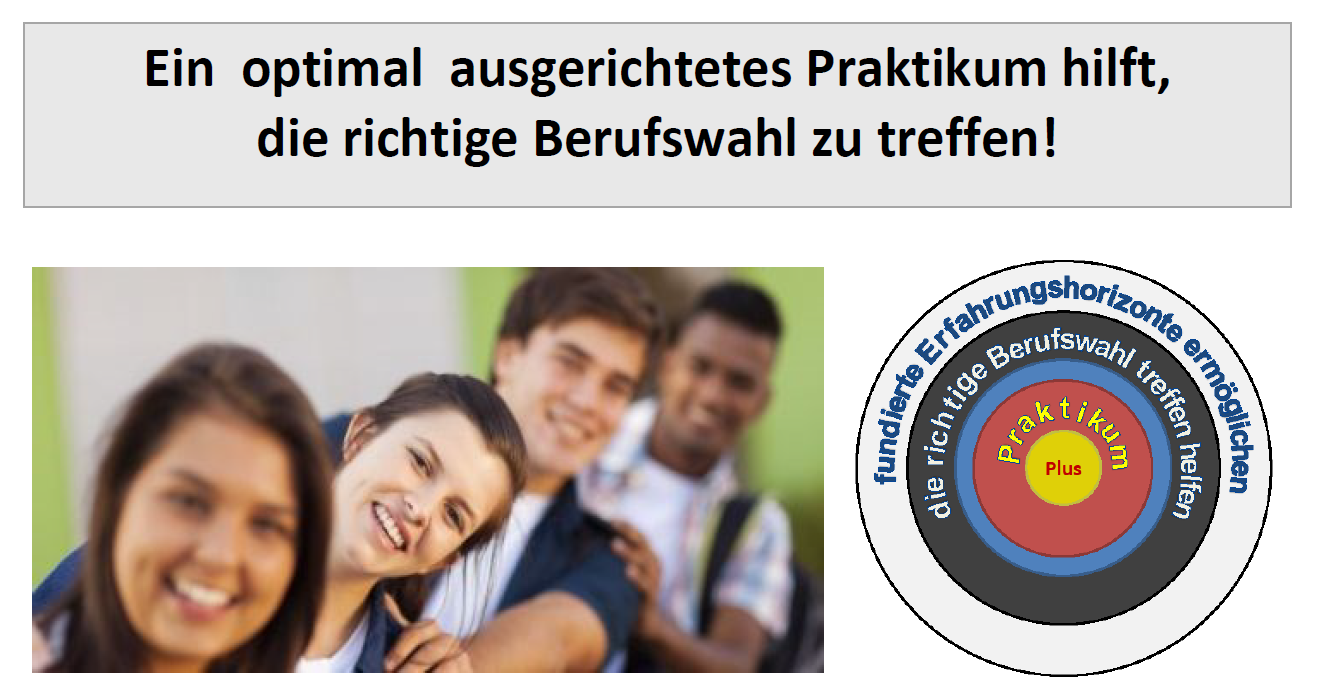 Ein optimal ausgerichtetes Praktikum hilft,
die richtige Berufswahl zu treffen!
fundierte Erfahrungshorizonte ermöglichen
die richtige Berufswahl treffen helfen
Praktikum
Plus